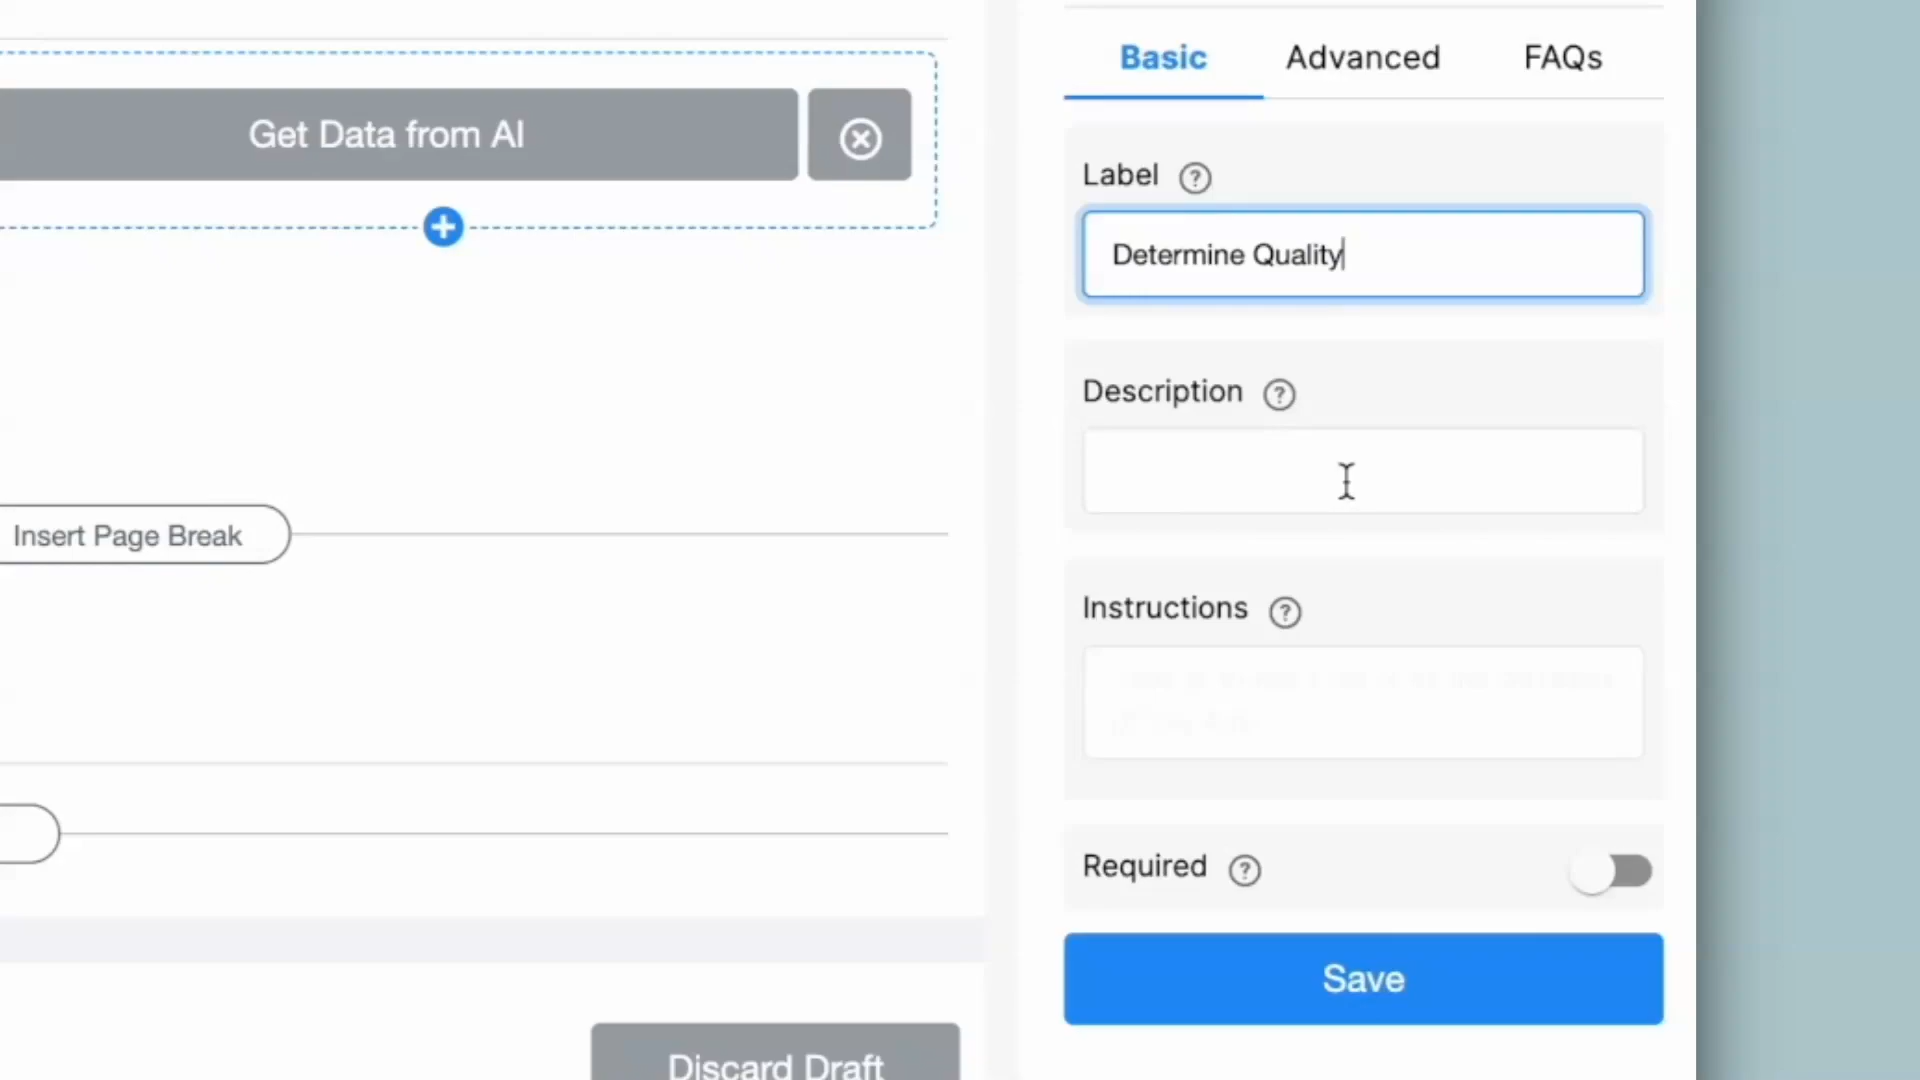 Get Data from AI
Insert Page Break
Discard Draft
Basic Advanced FAQs
Label ?
Determine Quality
Description ?
Instructions ?
Required ?
Save